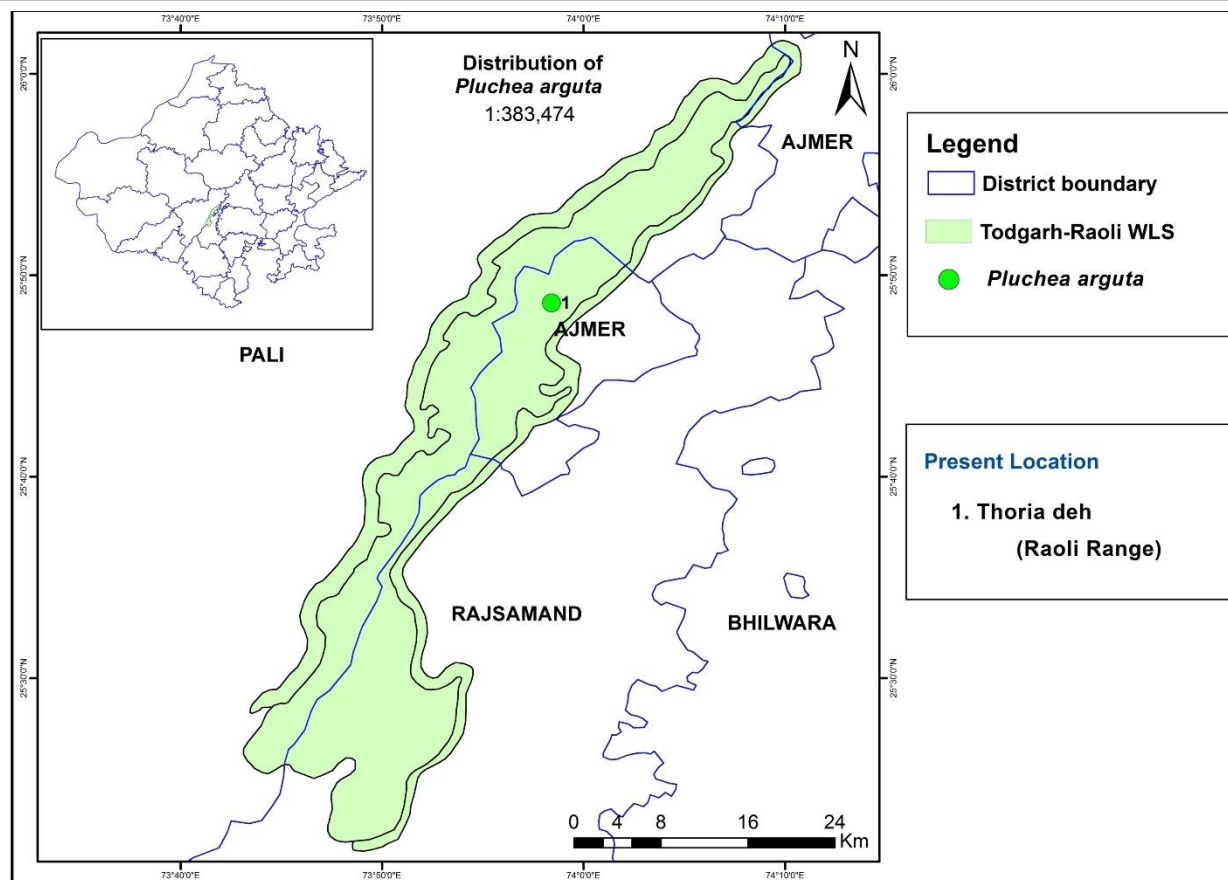 73°40'0"E
73°50'0"E
74°0'0"E
74°10'0"E
Distribution of
Pluchea arguta
1:383,474
N
26°0'0"N
26°0'0"N
AJMER
25°50'0"N
25°50'0"N
1
AJMER
PALI
25°40'0"N
25°40'0"N
RAJSAMAND
BHILWARA
25°30'0"N
25°30'0"N
0 4 8 16 24
Km
73°40'0"E
73°50'0"E
74°0'0"E
74°10'0"E
Legend
District boundary
Todgarh-Raoli WLS
Pluchea arguta
Present Location
1. Thoria deh
(Raoli Range)